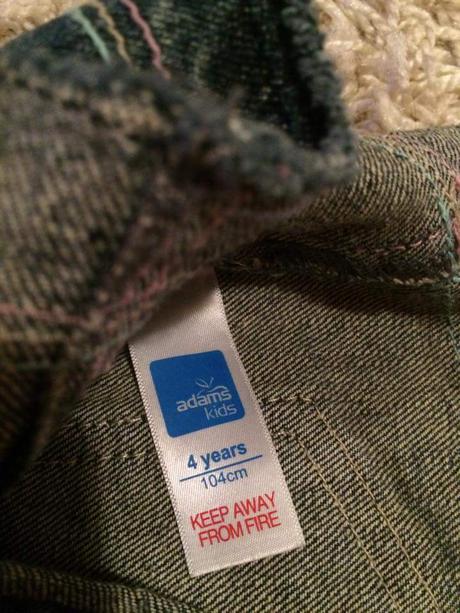 adams
kids
4 years
104cm
KEEP AWAY
FROM FIRE